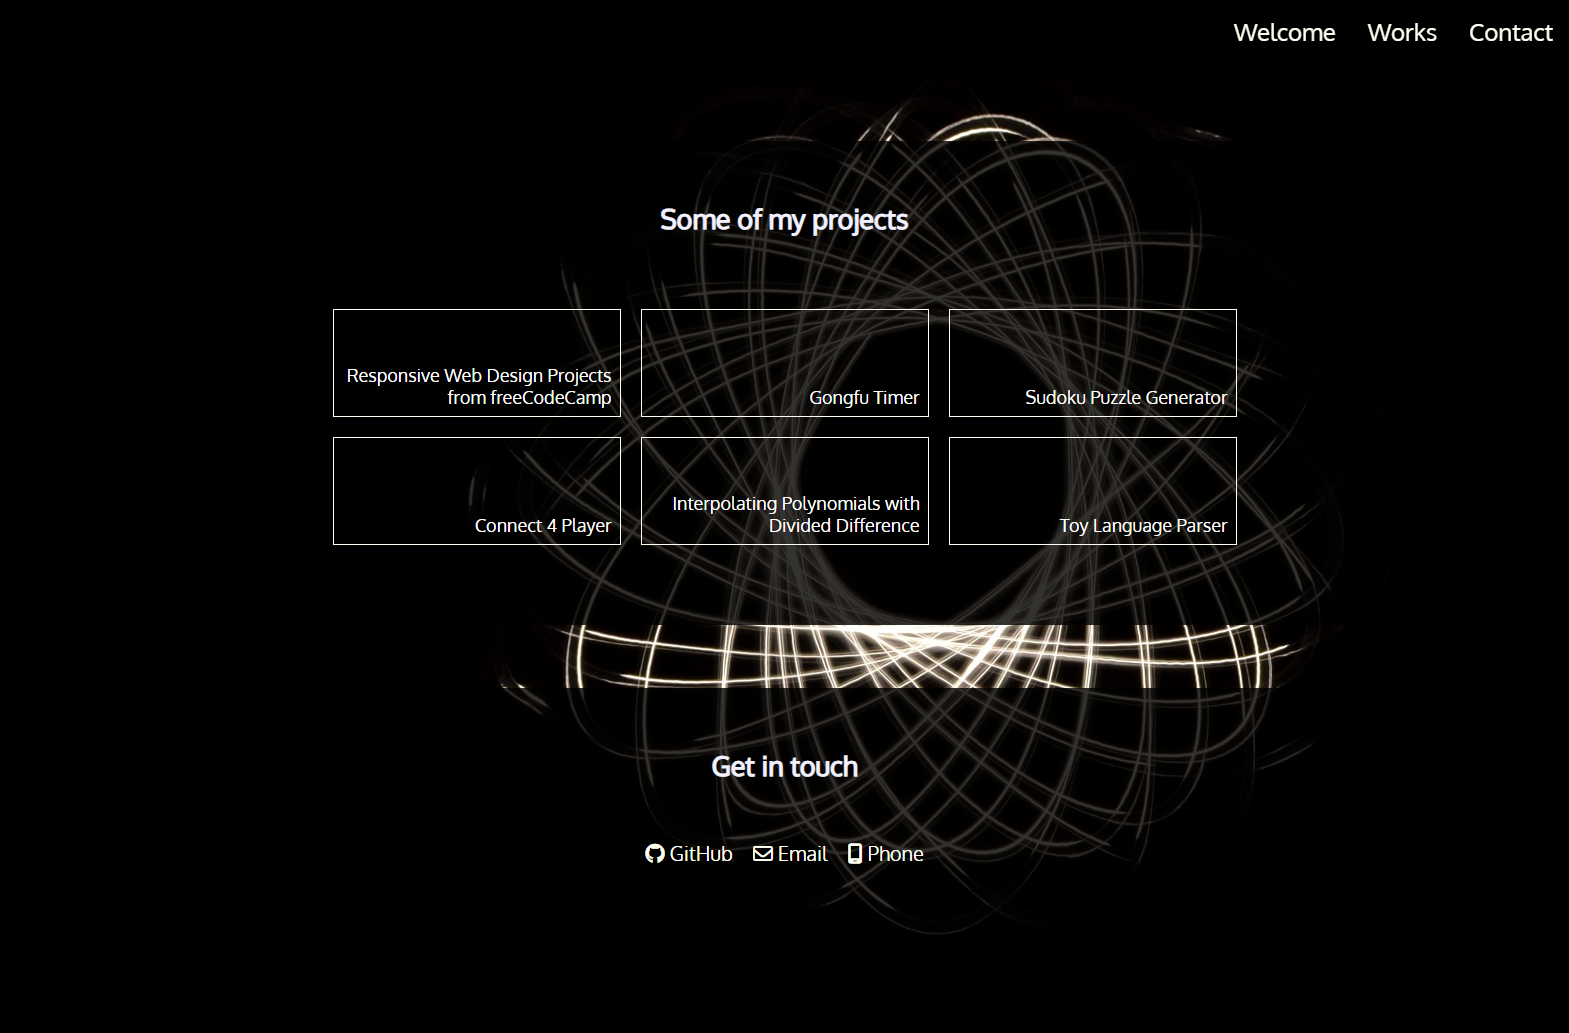 Welcome Works Contact
Some of my projects
Responsive Web Design Projects
from freeCodeCamp
Gongfu Timer
Sudoku Puzzle Generator
Connect 4 Player
Interpolating Polynomials with
Divided Difference
Toy Language Parser
Get in touch
GitHub Email Phone